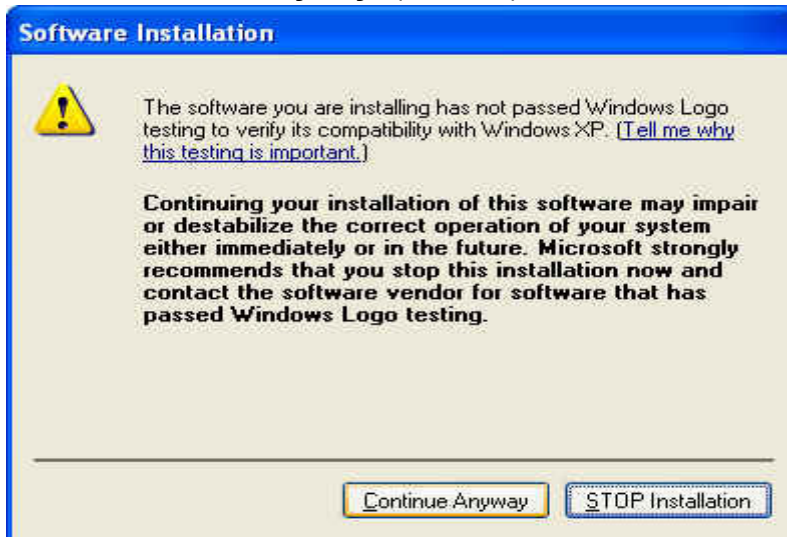 Software Installation
The software you are installing has not passed Windows Logo
testing to verify its compatibility with Windows XP. (Tell me why
this testing is important.)
Continuing your installation of this software may impair
or destabilize the correct operation of your system
either immediately or in the future. Microsoft strongly
recommends that you stop this installation now and
contact the software vendor for software that has
passed Windows Logo testing.
Continue Anyway
STOP Installation